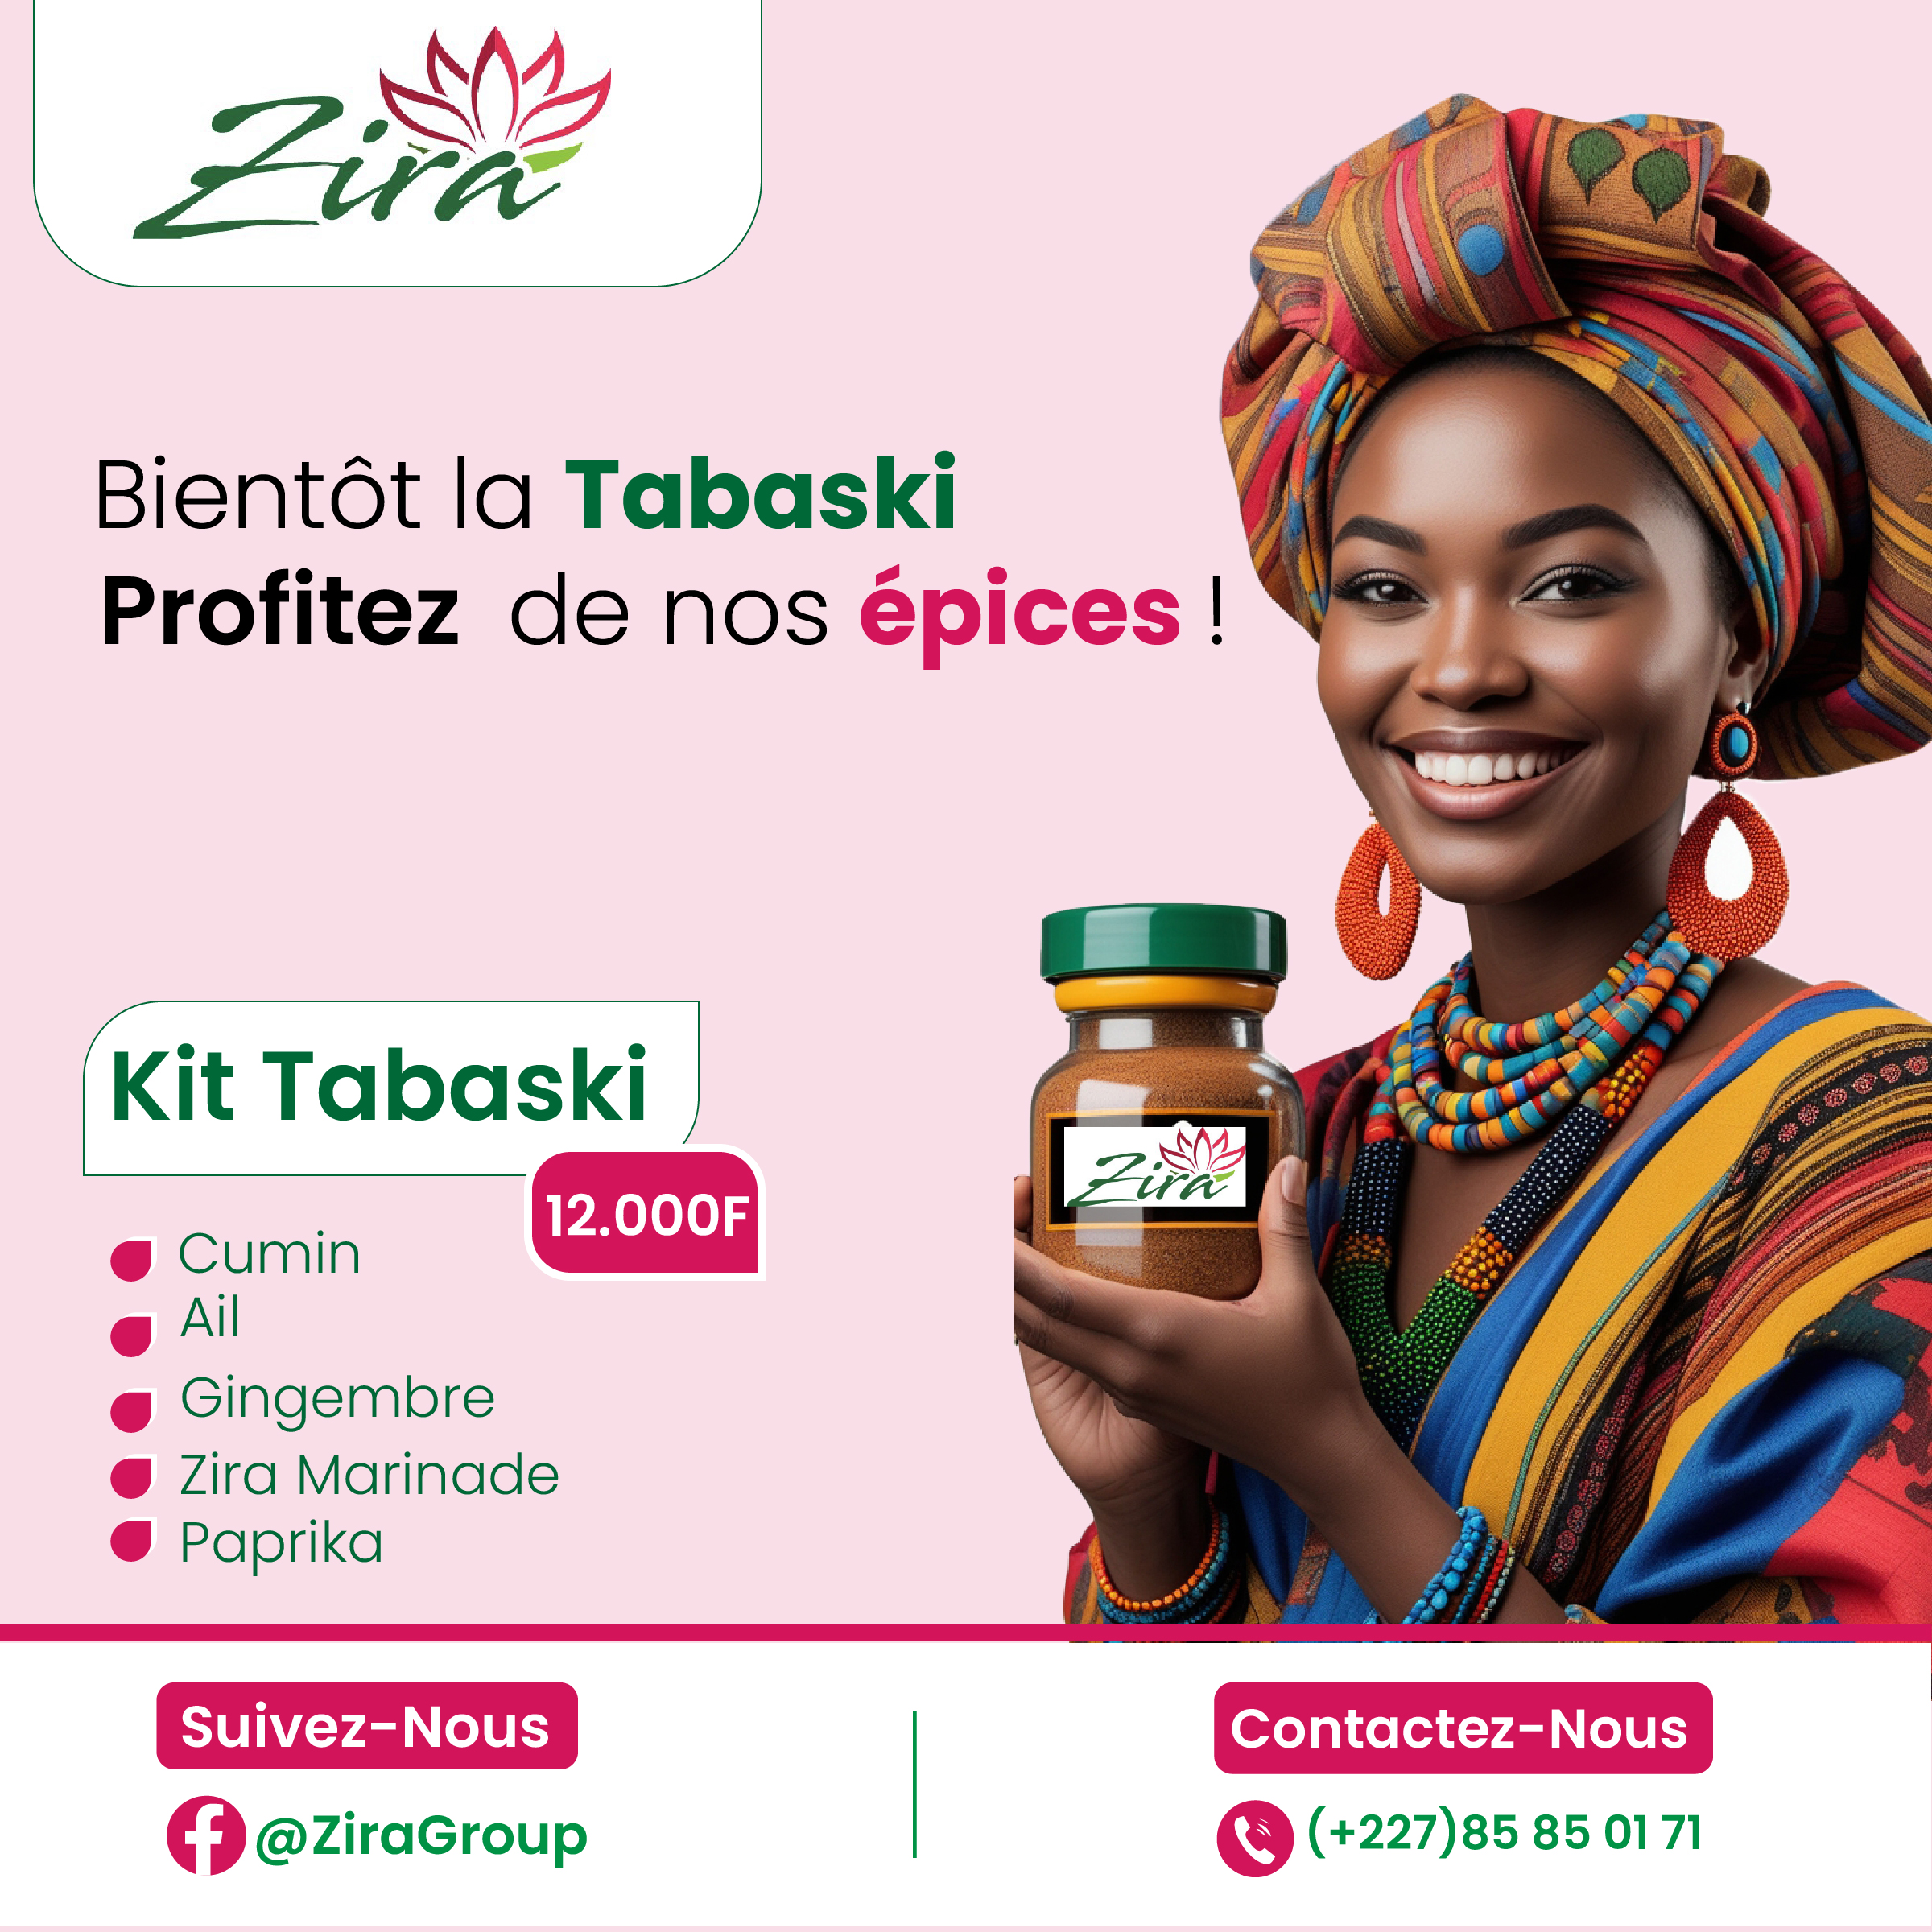 Zira
Bientôt la Tabaski
Profitez de nos épices !
Kit Tabaski
12.000F
Cumin
Ail
Gingembre
Zira Marinade
Paprika
Zira
Suivez-Nous
@ZiraGroup
Contactez-Nous
(+227)85 85 01 71